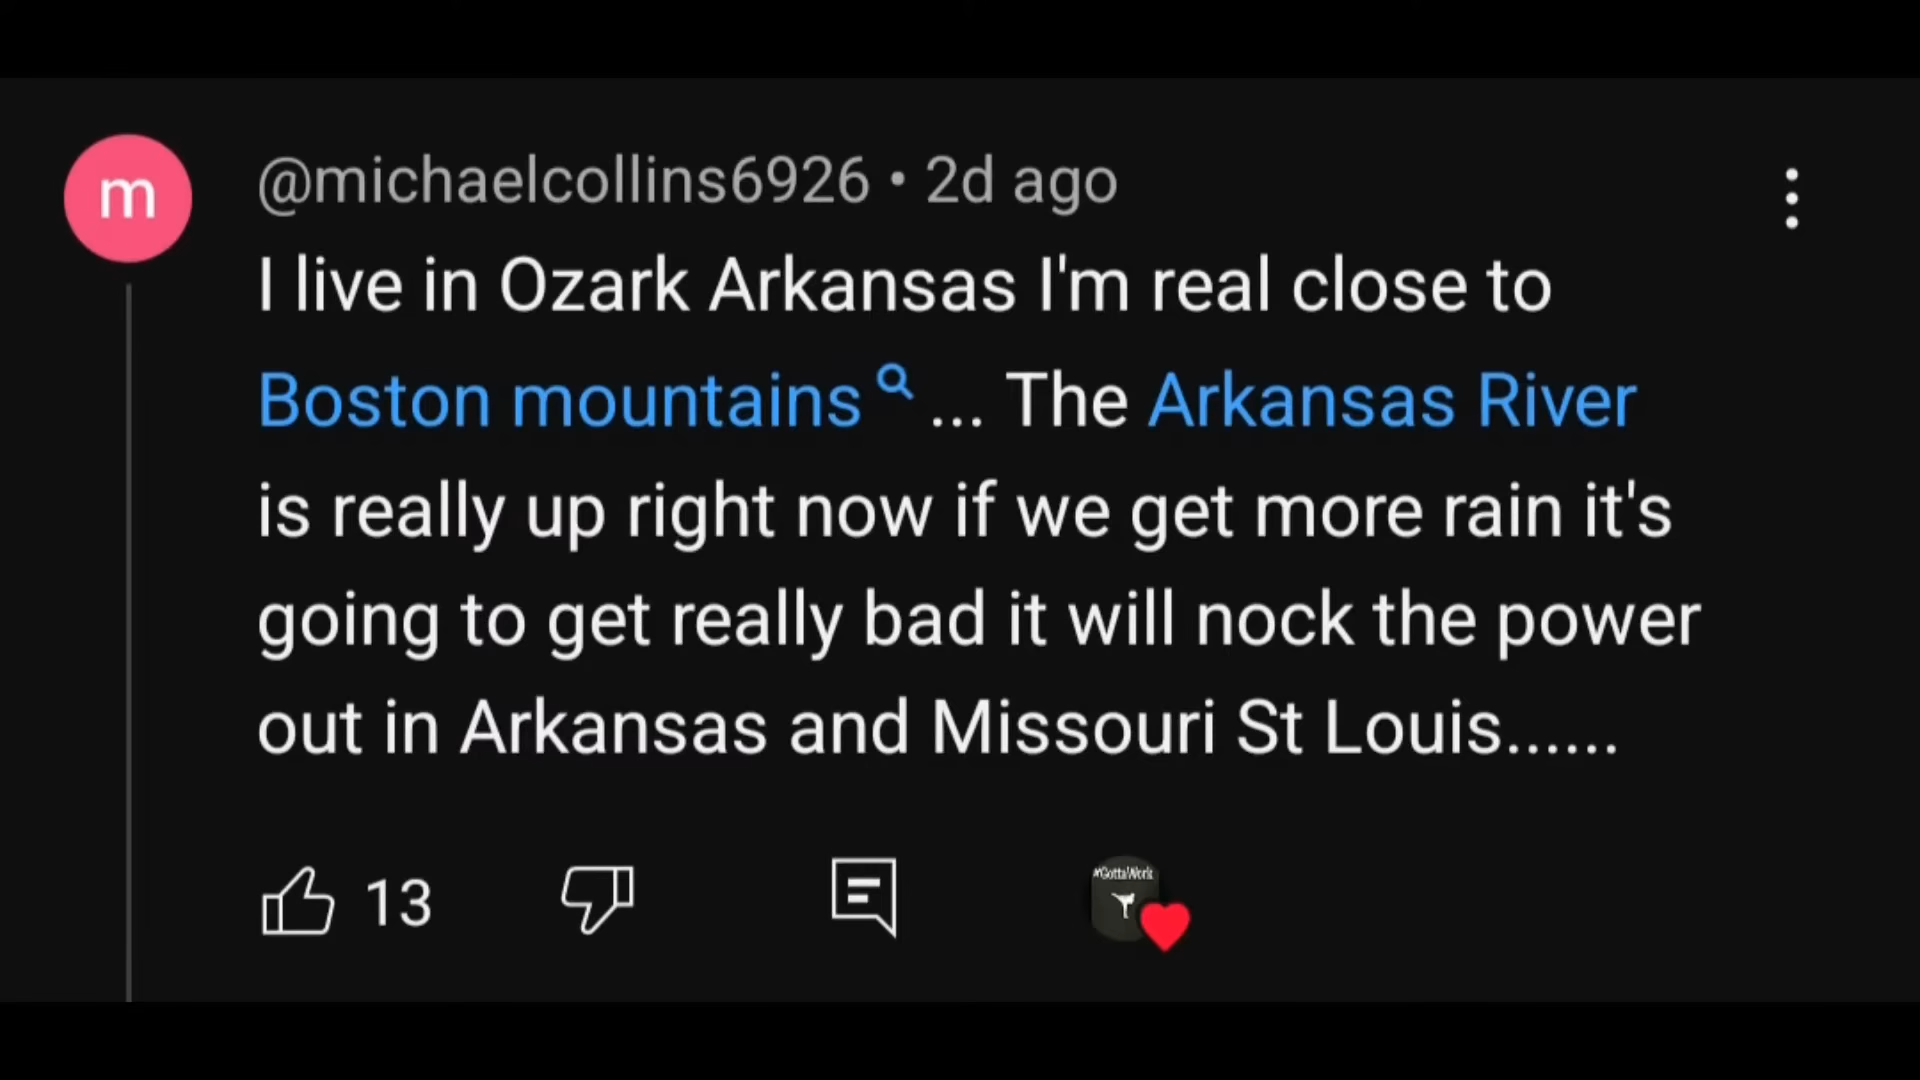 m
@michaelcollins6926 • 2d ago
I live in Ozark Arkansas I'm real close to
Boston mountains ... The Arkansas River
is really up right now if we get more rain it's
going to get really bad it will nock the power
out in Arkansas and Missouri St Louis......
13
#GottaWork